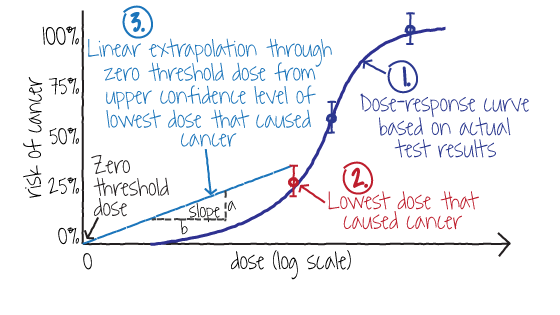 3.
Linear extrapolation through
zero threshold dose from
upper confidence level of
lowest dose that caused
cancer
1.
Dose-response curve
based on actual
test results
2.
Lowest dose that
caused cancer
Zero
threshold
dose
slope
a
b
risk of cancer
100%
75%
50%
25%
0%
0
dose (log scale)